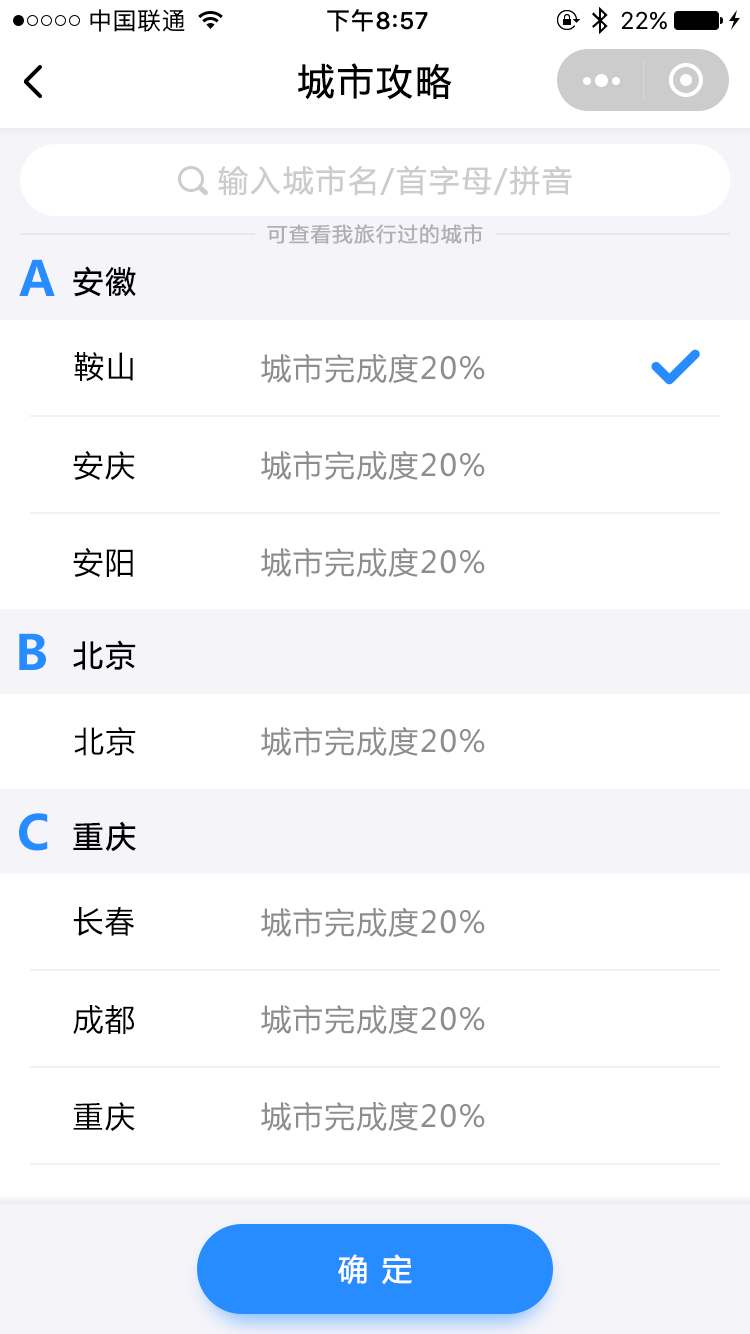 中国联通 下午8:57 22%
城市攻略
输入城市名/首字母/拼音
可查看我旅行过的城市
A 安徽
鞍山 城市完成度20%
安庆 城市完成度20%
安阳 城市完成度20%
B 北京
北京 城市完成度20%
C 重庆
长春 城市完成度20%
成都 城市完成度20%
重庆 城市完成度20%
确 定